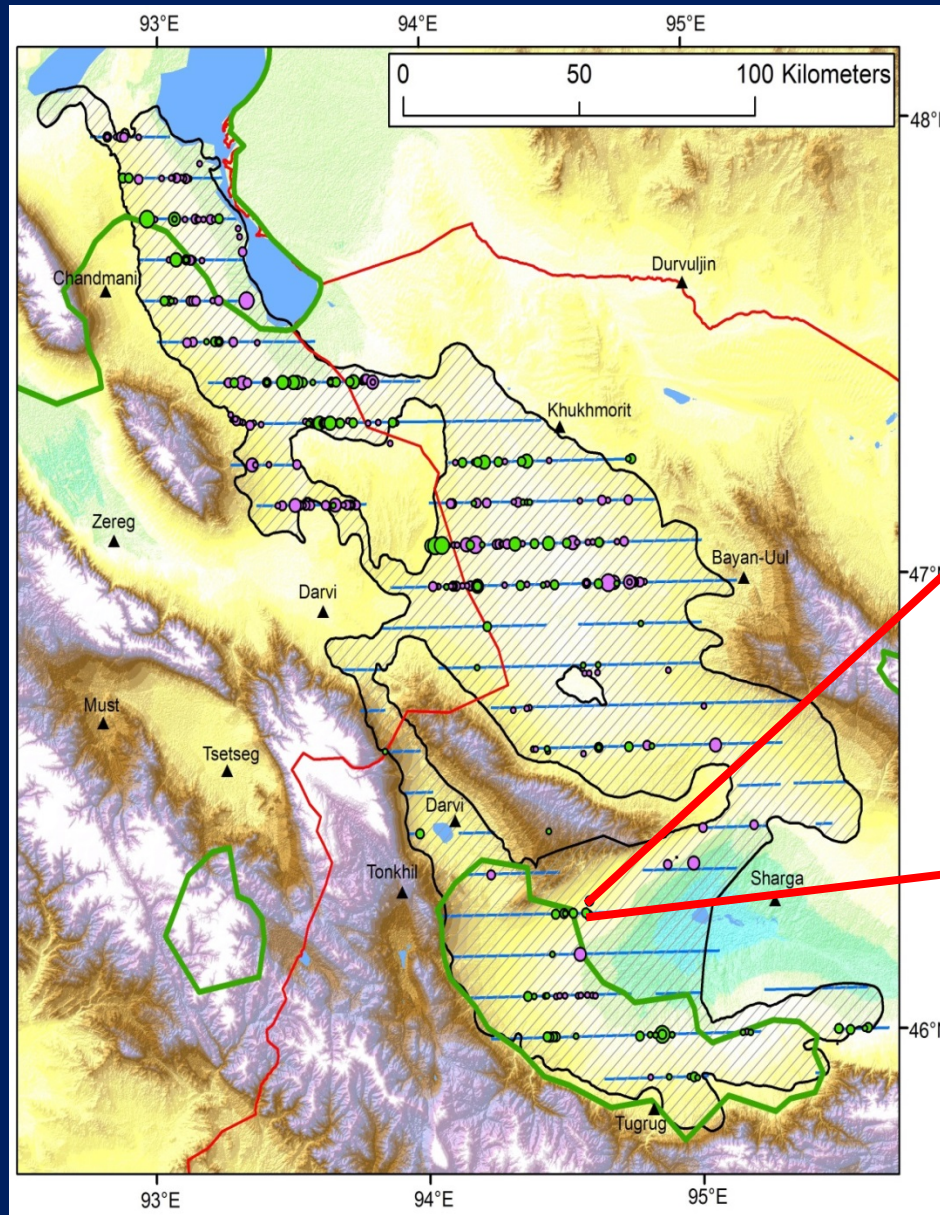 93°E 94°E 95°E
0 50 100 Kilometers
48°
Durvuljin
Chandmani
Khukhmorit
Zereg
Bayan-Uul
47°
Darvi
Must
Tsetseg
Darvi
Tonkhil
Sharga
46°N
Tugrug
93°E 94°E 95°E